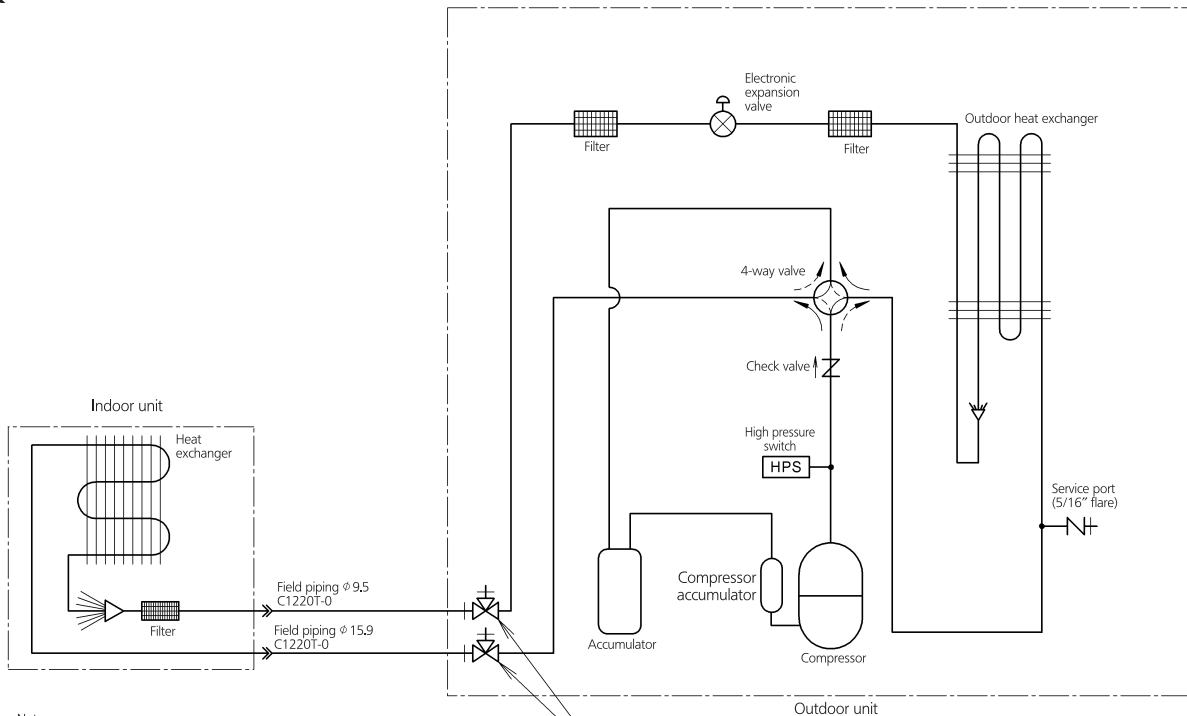 Electronic
expansion
valve
Filter
Filter
Outdoor heat exchanger
4-way valve
Check valve
High pressure
switch
HPS
Service port
(5/16″ flare)
Indoor unit
Heat
exchanger
Field piping φ9.5
C1220T-0
Filter
Field piping φ15.9
C1220T-0
Accumulator
Compressor
accumulator
Compressor
Outdoor unit